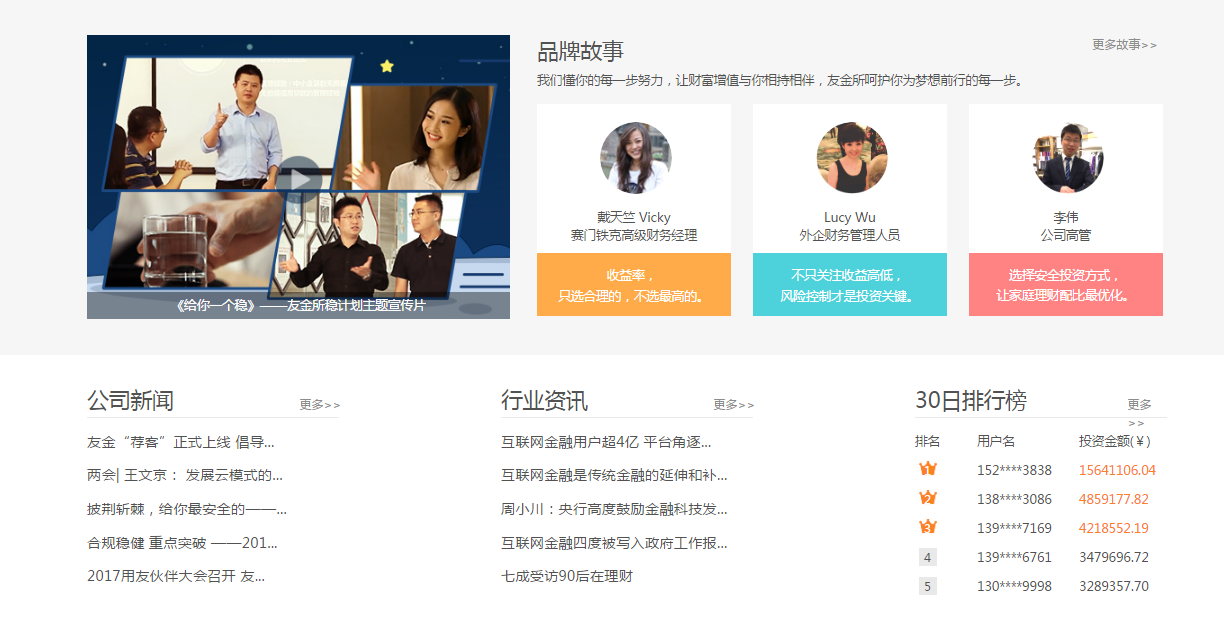 《给你一个稳》——友金所稳计划主题宣传片
品牌故事
更多故事>>
我们懂你的每一步努力，让财富增值与你相持相伴，友金所呵护你为梦想前行的每一步。
戴天竺 Vicky
赛门铁克高级财务经理
收益率，
只选合理的，不选最高的。
Lucy Wu
外企财务管理人员
不只关注收益高低，
风险控制才是投资关键。
李伟
公司高管
选择安全投资方式，
让家庭理财配比最优化。
公司新闻
更多>>
友金“荐客”正式上线 倡导...
两会| 王文京： 发展云模式的...
披荆斩棘，给你最安全的——...
合规稳健 重点突破 ——201...
2017用友伙伴大会召开 友...
行业资讯
更多>>
互联网金融用户超4亿 平台角逐...
互联网金融是传统金融的延伸和补...
周小川：央行高度鼓励金融科技发...
互联网金融四度被写入政府工作报...
七成受访90后在理财
30日排行榜
更多
>>
排名 用户名 投资金额(￥)
1 152****3838 15641106.04
2 138****3086 4859177.82
3 139****7169 4218552.19
4 139****6761 3479696.72
5 130****9998 3289357.70